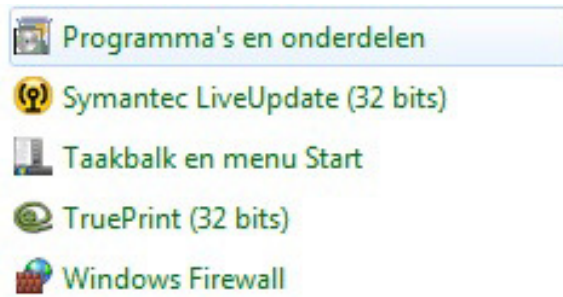 Programma's en onderdelen
Symantec LiveUpdate (32 bits)
Taakbalk en menu Start
TruePrint (32 bits)
Windows Firewall